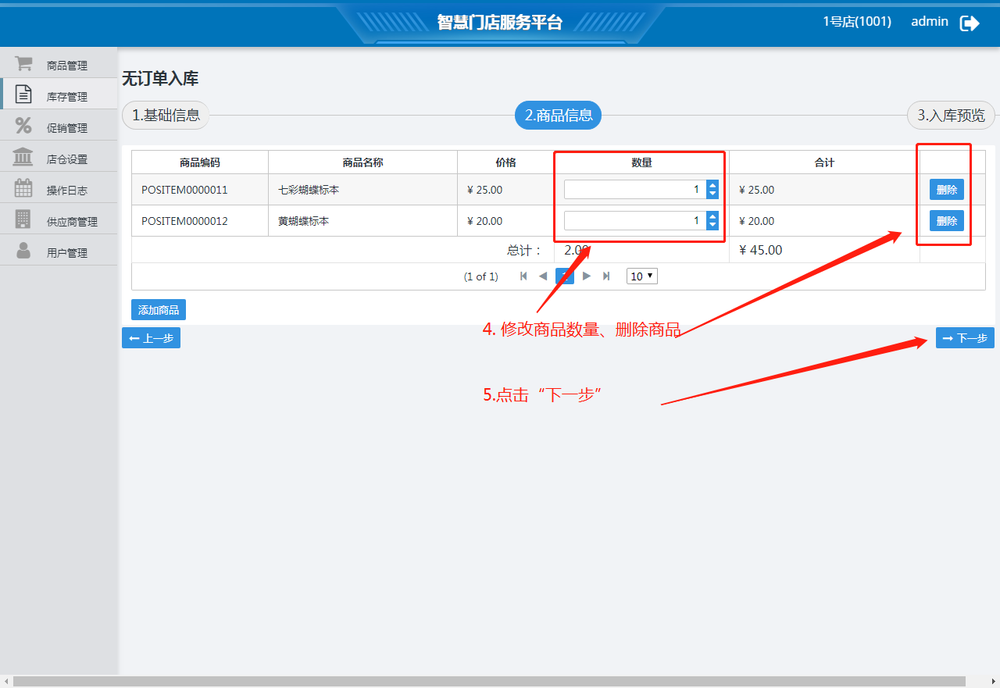 智慧门店服务平台
1号店(1001) admin
商品管理
库存管理
促销管理
店仓设置
操作日志
供应商管理
用户管理
无订单入库
1.基础信息 2.商品信息 3.入库预览
商品编码 商品名称 价格 数量 合计
POSITEM0000011 七彩蝴蝶标本 ¥ 25.00 1 ¥ 25.00 删除
POSITEM0000012 黄蝴蝶标本 ¥ 20.00 1 ¥ 20.00 删除
总计： 2.00 ¥ 45.00
(1 of 1) 10
添加商品
4. 修改商品数量、删除商品
上一步 下一步
5.点击“下一步”